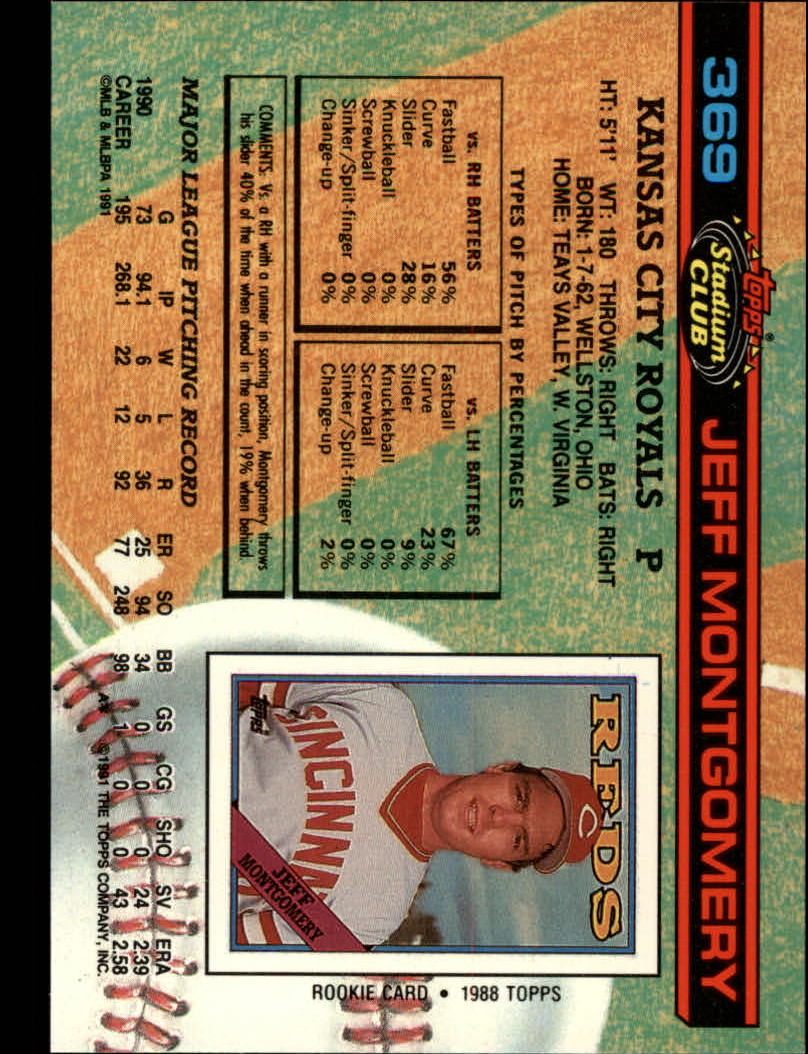 369
Topps®
Stadium
CLUB
JEFF MONTGOMERY
KANSAS CITY ROYALS P
HT: 5'11' WT: 180 THROWS: RIGHT BATS: RIGHT
BORN: 1-7-62, WELLSTON, OHIO
HOME: TEAYS VALLEY, W. VIRGINIA
TYPES OF PITCH BY PERCENTAGES
vs. RH BATTERS
Fastball 56%
Curve 16%
Slider 28%
Knuckleball 0%
Screwball 0%
Sinker/Split-finger 0%
Change-up 0%
vs. LH BATTERS
Fastball 67%
Curve 23%
Slider 9%
Knuckleball 0%
Screwball 0%
Sinker/Split-finger 0%
Change-up 2%
COMMENTS: Vs. a RH with a runner in scoring position, Montgomery throws
his slider 40% of the time when ahead in the count, 19% when behind.
REDS
CINCINNA
C
TOPPS
JEFF
MONTGOMERY
ROOKIE CARD • 1988 TOPPS
MAJOR LEAGUE PITCHING RECORD
G IP W L R ER SO BB GS CG SHO SV ERA
1990 73 94.1 6 5 36 25 94 34 0 0 0 24 2.39
CAREER 195 268.1 22 12 92 77 248 98 1 0 0 43 2.58
©MLB & MLBPA 1991
A* ©1991 THE TOPPS COMPANY, INC.